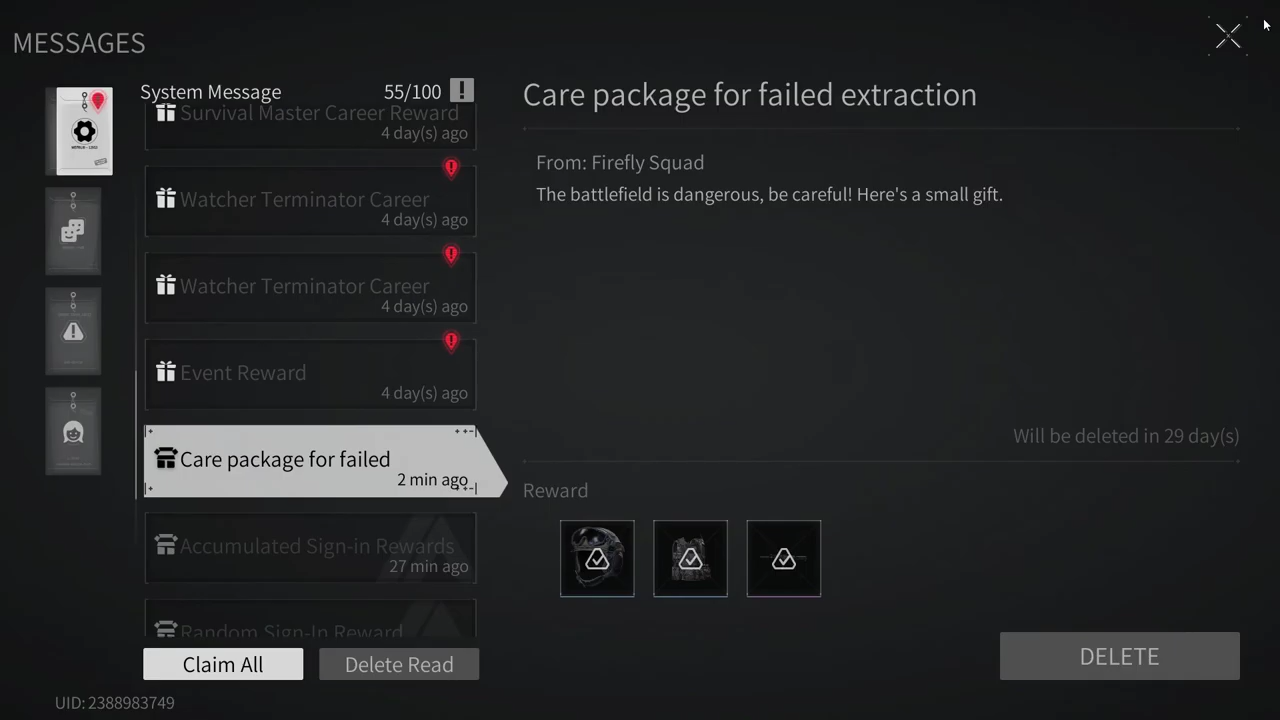 MESSAGES
System Message 55/100
Survival Master Career Reward
4 day(s) ago
Watcher Terminator Career
4 day(s) ago
Watcher Terminator Career
4 day(s) ago
Event Reward
4 day(s) ago
Care package for failed
2 min ago
Accumulated Sign-in Rewards
27 min ago
Random Sign-In Reward
Claim All
Delete Read
UID: 2388983749
Care package for failed extraction
From: Firefly Squad
The battlefield is dangerous, be careful! Here's a small gift.
Will be deleted in 29 day(s)
Reward
DELETE